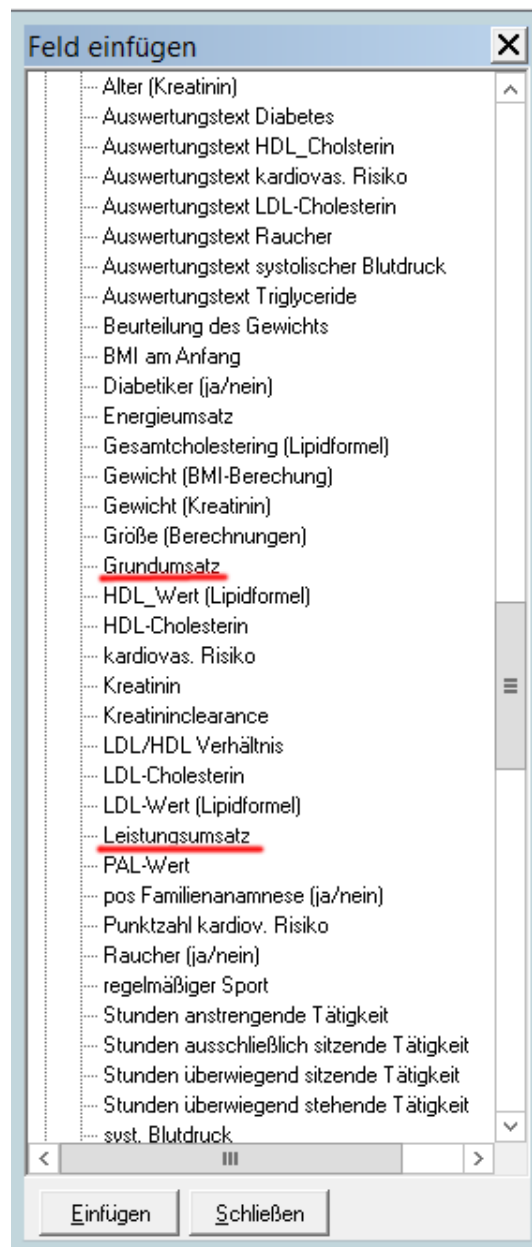 Feld einfügen
Alter (Kreatinin)
Auswertungstext Diabetes
Auswertungstext HDL_Cholsterin
Auswertungstext kardiovas. Risiko
Auswertungstext LDL-Cholesterin
Auswertungstext Raucher
Auswertungstext systolischer Blutdruck
Auswertungstext Triglyceride
Beurteilung des Gewichts
BMI am Anfang
Diabetiker (ja/nein)
Energieumsatz
Gesamtcholestering (Lipidformel)
Gewicht (BMI-Berechung)
Gewicht (Kreatinin)
Größe (Berechnungen)
Grundumsatz
HDL_Wert (Lipidformel)
HDL-Cholesterin
kardiovas. Risiko
Kreatinin
Kreatininclearance
LDL/HDL Verhältnis
LDL-Cholesterin
LDL-Wert (Lipidformel)
Leistungsumsatz
PAL-Wert
pos Familienanamnese (ja/nein)
Punktzahl kardiov. Risiko
Raucher (ja/nein)
regelmäßiger Sport
Stunden anstrengende Tätigkeit
Stunden ausschließlich sitzende Tätigkeit
Stunden überwiegend sitzende Tätigkeit
Stunden überwiegend stehende Tätigkeit
syst. Blutdruck
Einfügen Schließen